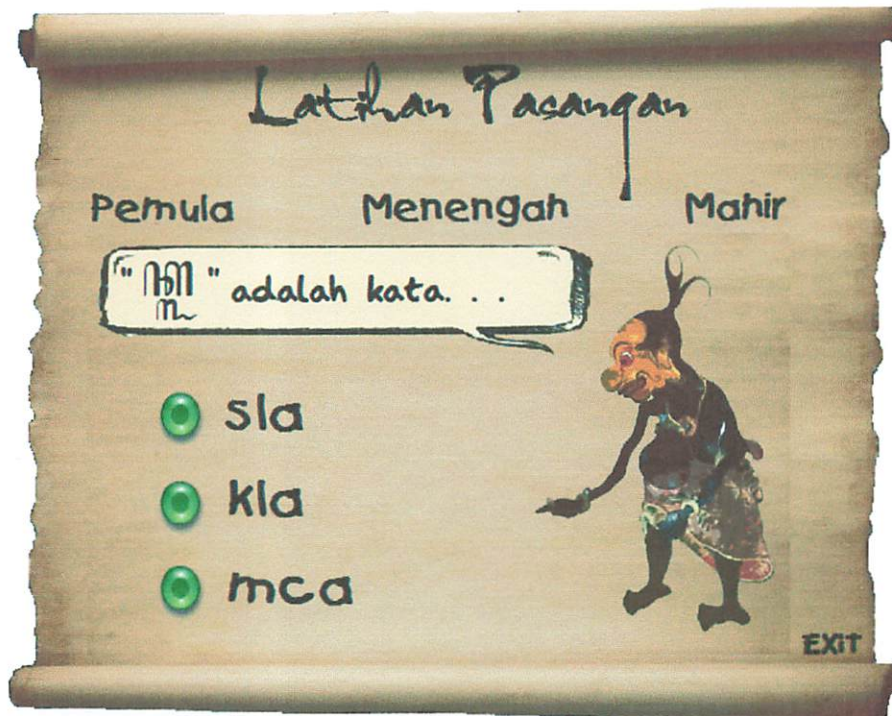 Latihan Pasangan
Pemula Menengah Mahir
"ꦏ꧀ꦭ" adalah kata. . .
sla
kla
mca
EXIT